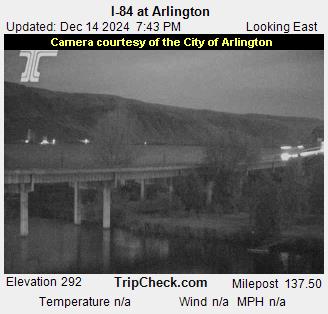 I-84 at Arlington
Updated: Dec 14 2024 7:43 PM Looking East
Camera courtesy of the City of Arlington
Elevation 292 TripCheck.com Milepost 137.50
Temperature n/a Wind n/a MPH n/a